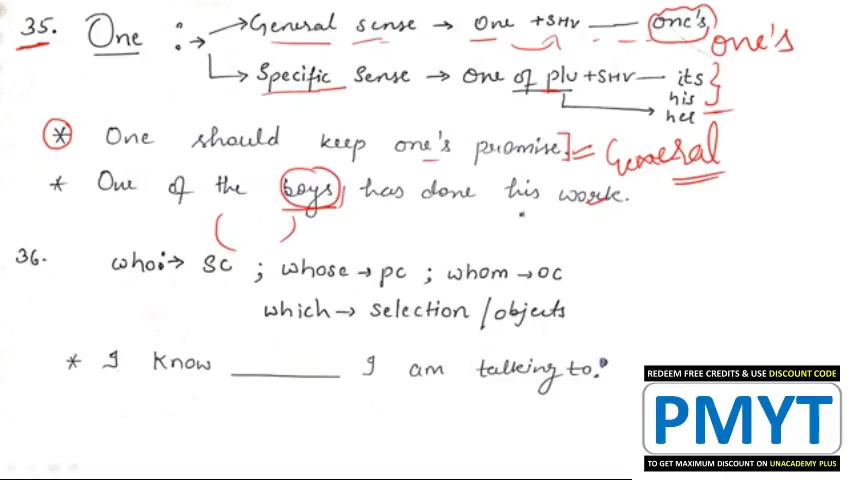 35. One :→ General sense → One + SHV — one's one's
Specific Sense → One of plu + SHV — its
his
her
* One should keep one's promise] = General
* One of the boys, has done his work.
36. who:→ SC ; whose → pc ; whom → OC
which → selection / objects
* I know ________ I am talking to.
REDEEM FREE CREDITS & USE DISCOUNT CODE
PMYT
TO GET MAXIMUM DISCOUNT ON UNACADEMY PLUS